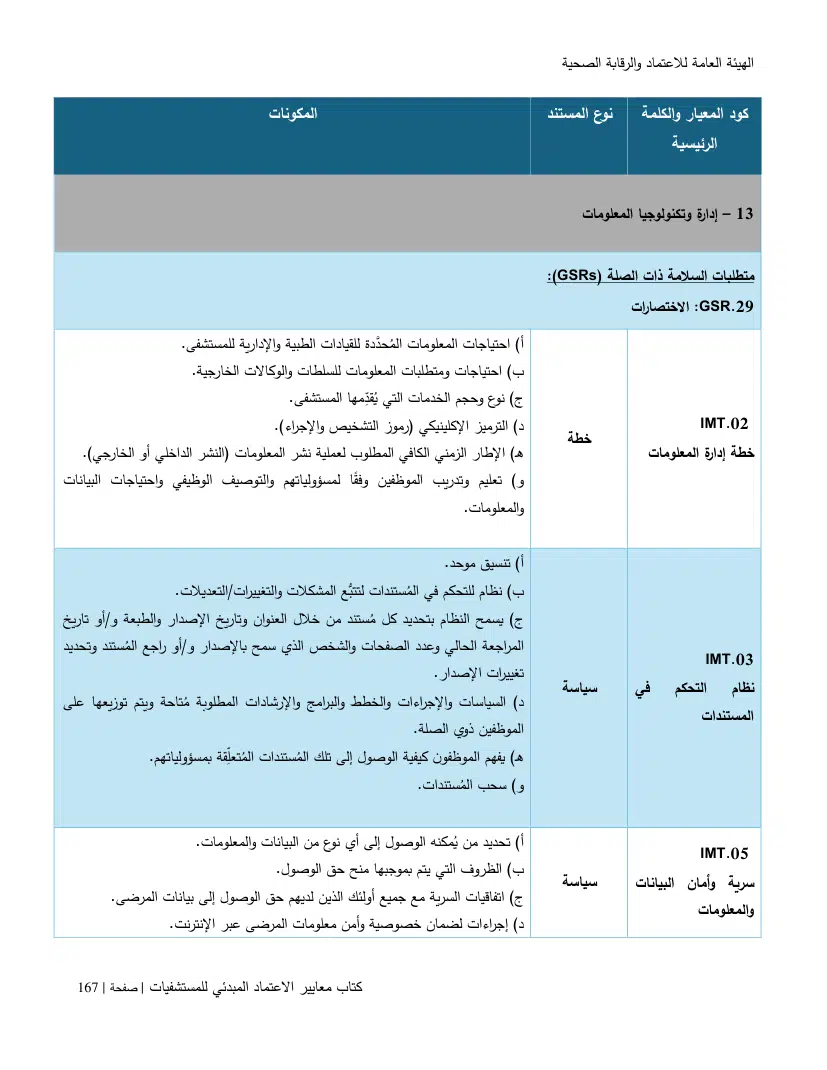 الهيئة العامة للاعتماد والرقابة الصحية
كود المعيار والكلمة الرئيسية
نوع المستند
المكونات
13 – إدارة وتكنولوجيا المعلومات
متطلبات السلامة ذات الصلة (GSRs):
GSR.29: الاختصارات
IMT.02
خطة إدارة المعلومات
خطة
أ) احتياجات المعلومات المُحدَّدة للقيادات الطبية والإدارية للمستشفى.
ب) احتياجات ومتطلبات المعلومات للسلطات والوكالات الخارجية.
ج) نوع وحجم الخدمات التي يُقدِّمها المستشفى.
د) الترميز الإكلينيكي (رموز التشخيص والإجراء).
ه) الإطار الزمني الكافي المطلوب لعملية نشر المعلومات (النشر الداخلي أو الخارجي).
و) تعليم وتدريب الموظفين وفقًا لمسؤولياتهم والتوصيف الوظيفي واحتياجات البيانات
والمعلومات.
IMT.03
نظام التحكم في
المستندات
سياسة
أ) تنسيق موحد.
ب) نظام للتحكم في المُستندات لتتبُّع المشكلات والتغييرات/التعديلات.
ج) يسمح النظام بتحديد كل مُستند من خلال العنوان وتاريخ الإصدار والطبعة و/أو تاريخ
المراجعة الحالي وعدد الصفحات والشخص الذي سمح بالإصدار و/أو راجع المُستند وتحديد
تغييرات الإصدار.
د) السياسات والإجراءات والخطط والبرامج والإرشادات المطلوبة مُتاحة ويتم توزيعها على
الموظفين ذوي الصلة.
ه) يفهم الموظفون كيفية الوصول إلى تلك المُستندات المُتعلِّقة بمسؤولياتهم.
و) سحب المُستندات.
IMT.05
سرية وأمان البيانات
والمعلومات
سياسة
أ) تحديد من يُمكنه الوصول إلى أي نوع من البيانات والمعلومات.
ب) الظروف التي يتم بموجبها منح حق الوصول.
ج) اتفاقيات السرية مع جميع أولئك الذين لديهم حق الوصول إلى بيانات المرضى.
د) إجراءات لضمان خصوصية وأمن معلومات المرضى عبر الإنترنت.
كتاب معايير الاعتماد المبدئي للمستشفيات | صفحة | 167